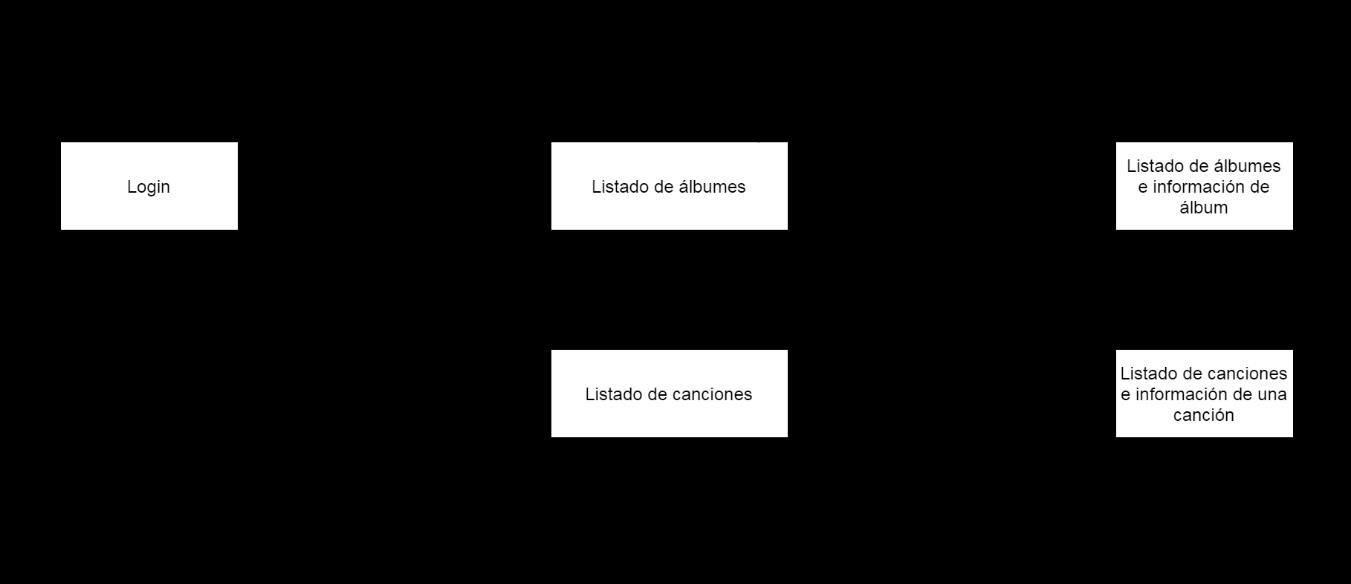 Login
Listado de álbumes
Listado de álbumes
e información de
álbum
Listado de canciones
Listado de canciones
e información de una
canción